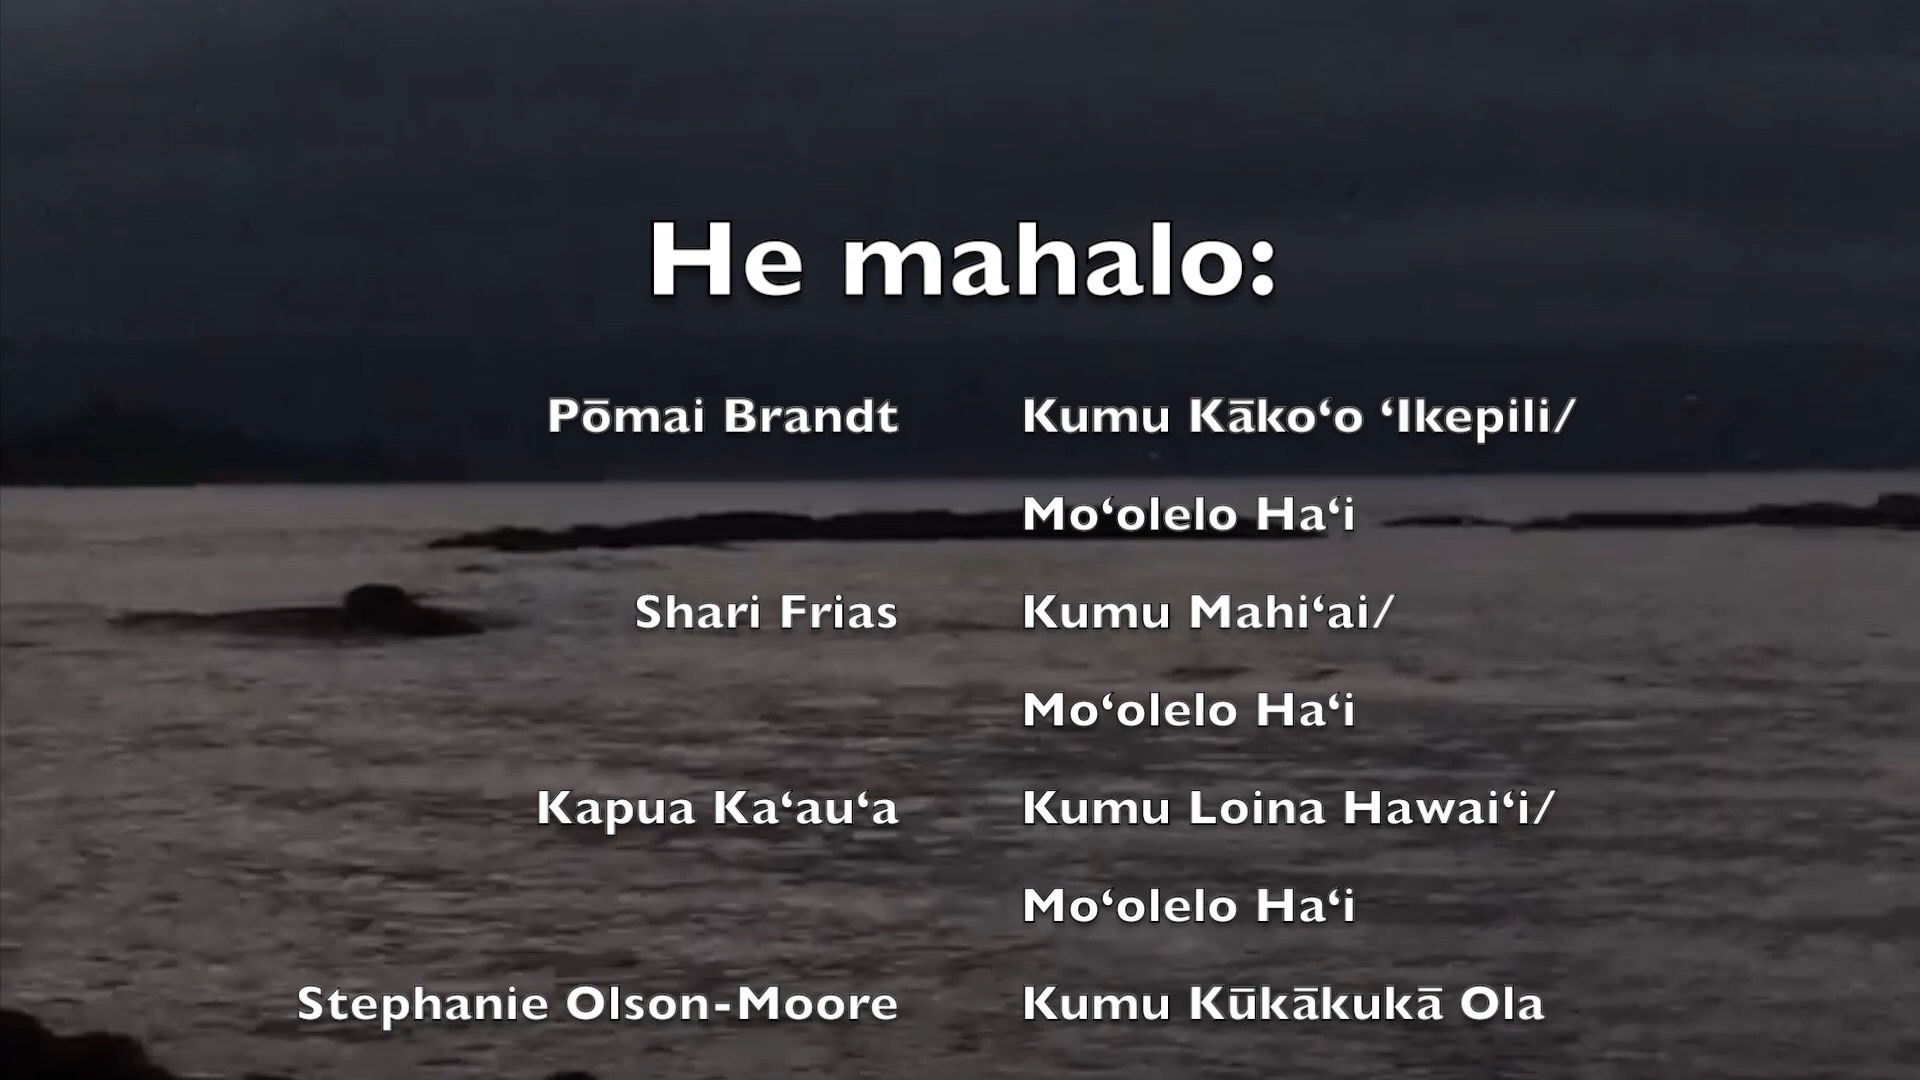 He mahalo:
Pōmai Brandt Kumu Kākoʻo ʻIkepili/
Moʻolelo Haʻi
Shari Frias Kumu Mahiʻai/
Moʻolelo Haʻi
Kapua Kaʻauʻa Kumu Loina Hawaiʻi/
Moʻolelo Haʻi
Stephanie Olson-Moore Kumu Kūkākukā Ola